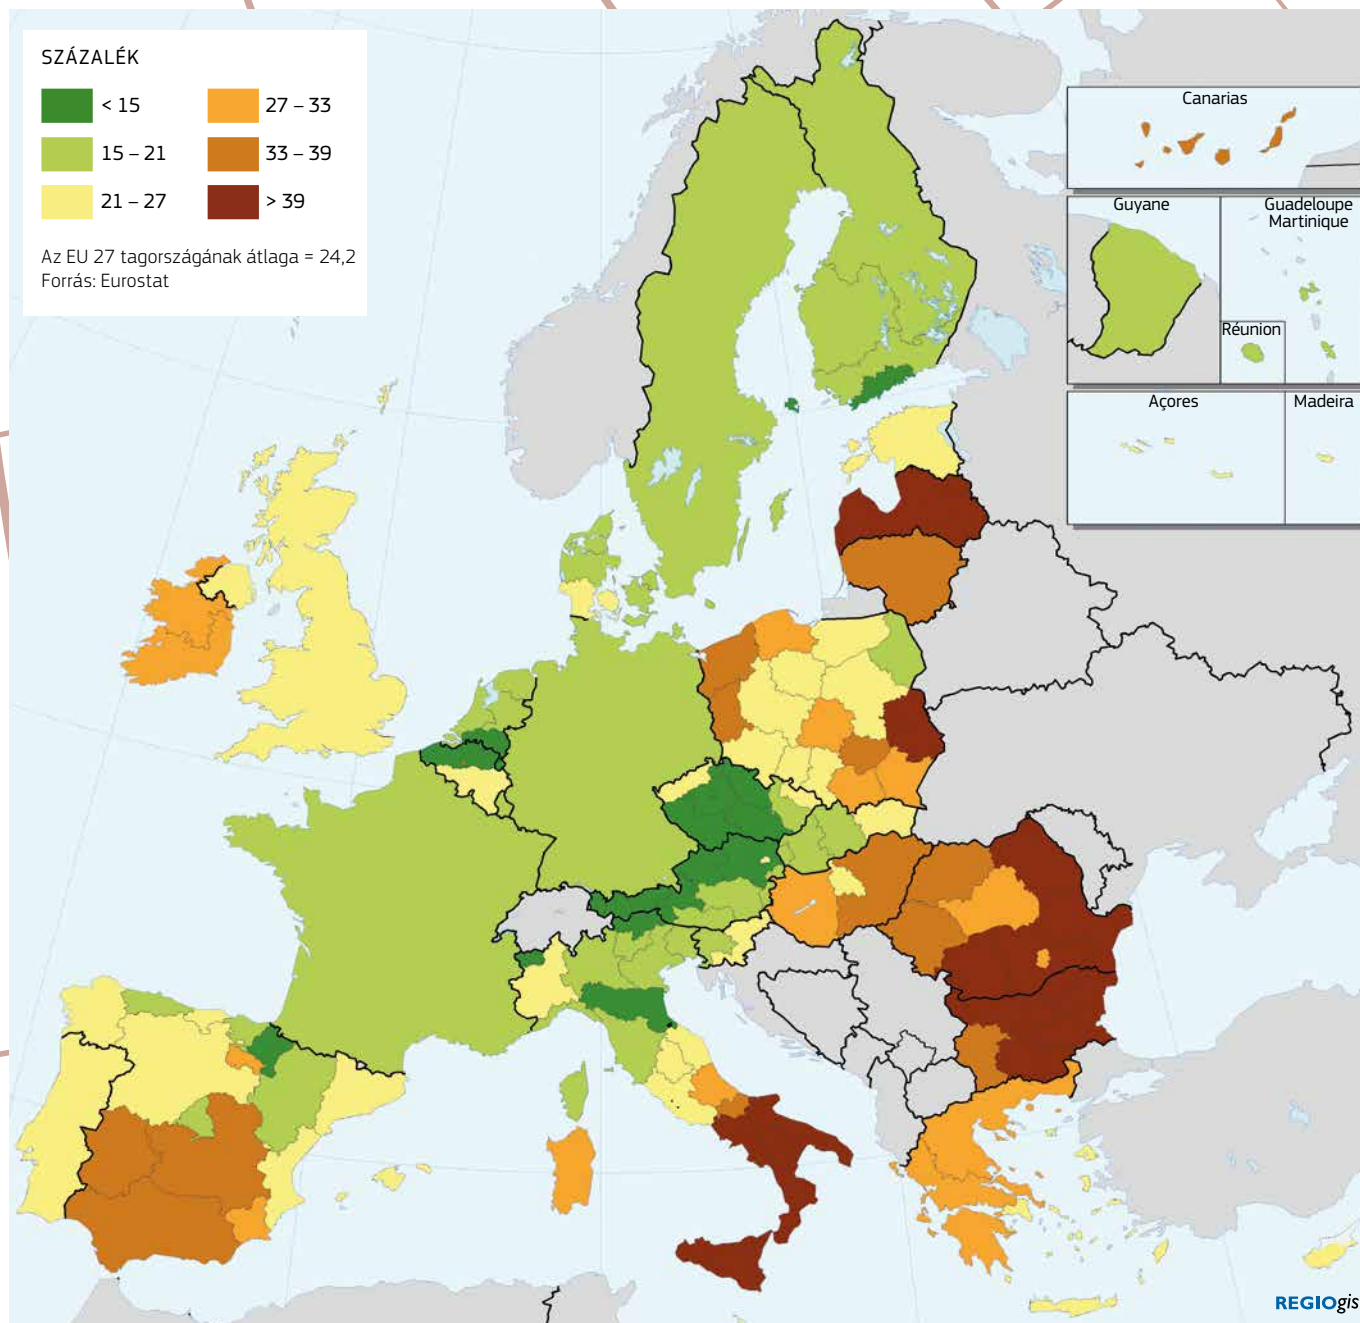 SZÁZALÉK
< 15
27 – 33
15 – 21
33 – 39
21 – 27
> 39
Az EU 27 tagországának átlaga = 24,2
Forrás: Eurostat
Canarias
Guyane
Guadeloupe
Martinique
Réunion
Açores
Madeira
REGIOgis